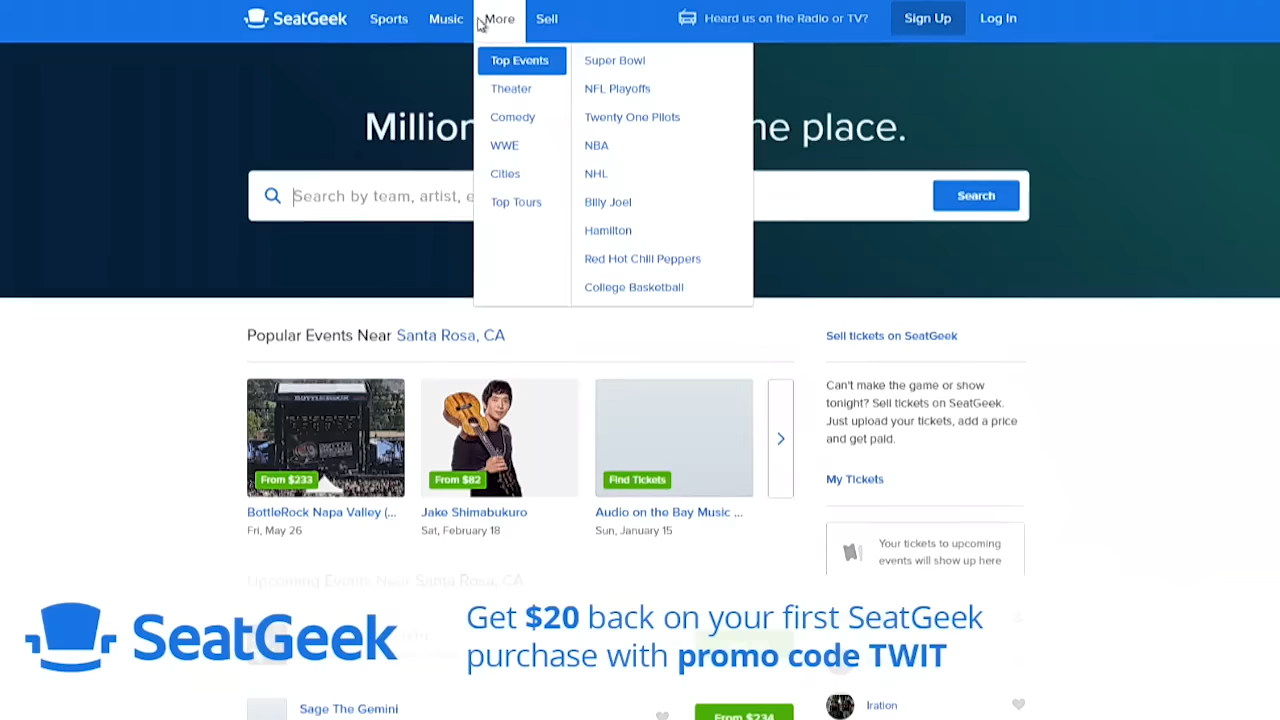 SeatGeek
Sports
Music
More
Sell
Heard us on the Radio or TV?
Sign Up
Log In
Top Events
Theater
Comedy
WWE
Cities
Top Tours
Super Bowl
NFL Playoffs
Twenty One Pilots
NBA
NHL
Billy Joel
Hamilton
Red Hot Chili Peppers
College Basketball
Million
ne place.
Search by team, artist, e
Search
Popular Events Near Santa Rosa, CA
From $233
BottleRock Napa Valley (...
Fri, May 26
From $82
Jake Shimabukuro
Sat, February 18
Find Tickets
Audio on the Bay Music ...
Sun, January 15
Sell tickets on SeatGeek
Can't make the game or show
tonight? Sell tickets on SeatGeek.
Just upload your tickets, add a price
and get paid.
My Tickets
Your tickets to upcoming
events will show up here
Upcoming Events Near Santa Rosa, CA
SeatGeek
Get $20 back on your first SeatGeek
purchase with promo code TWIT
Sage The Gemini
From $234
Iration